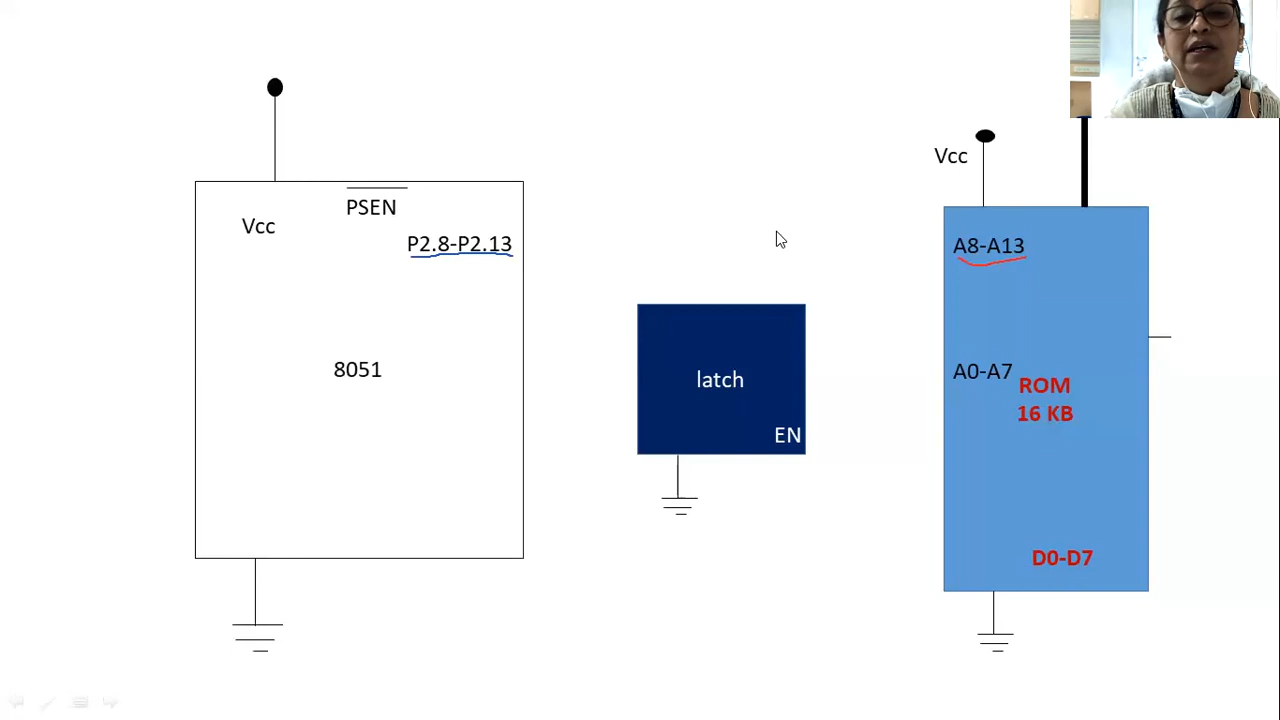 Vcc
PSEN
P2.8-P2.13
8051
latch
EN
Vcc
A8-A13
A0-A7
ROM
16 KB
D0-D7